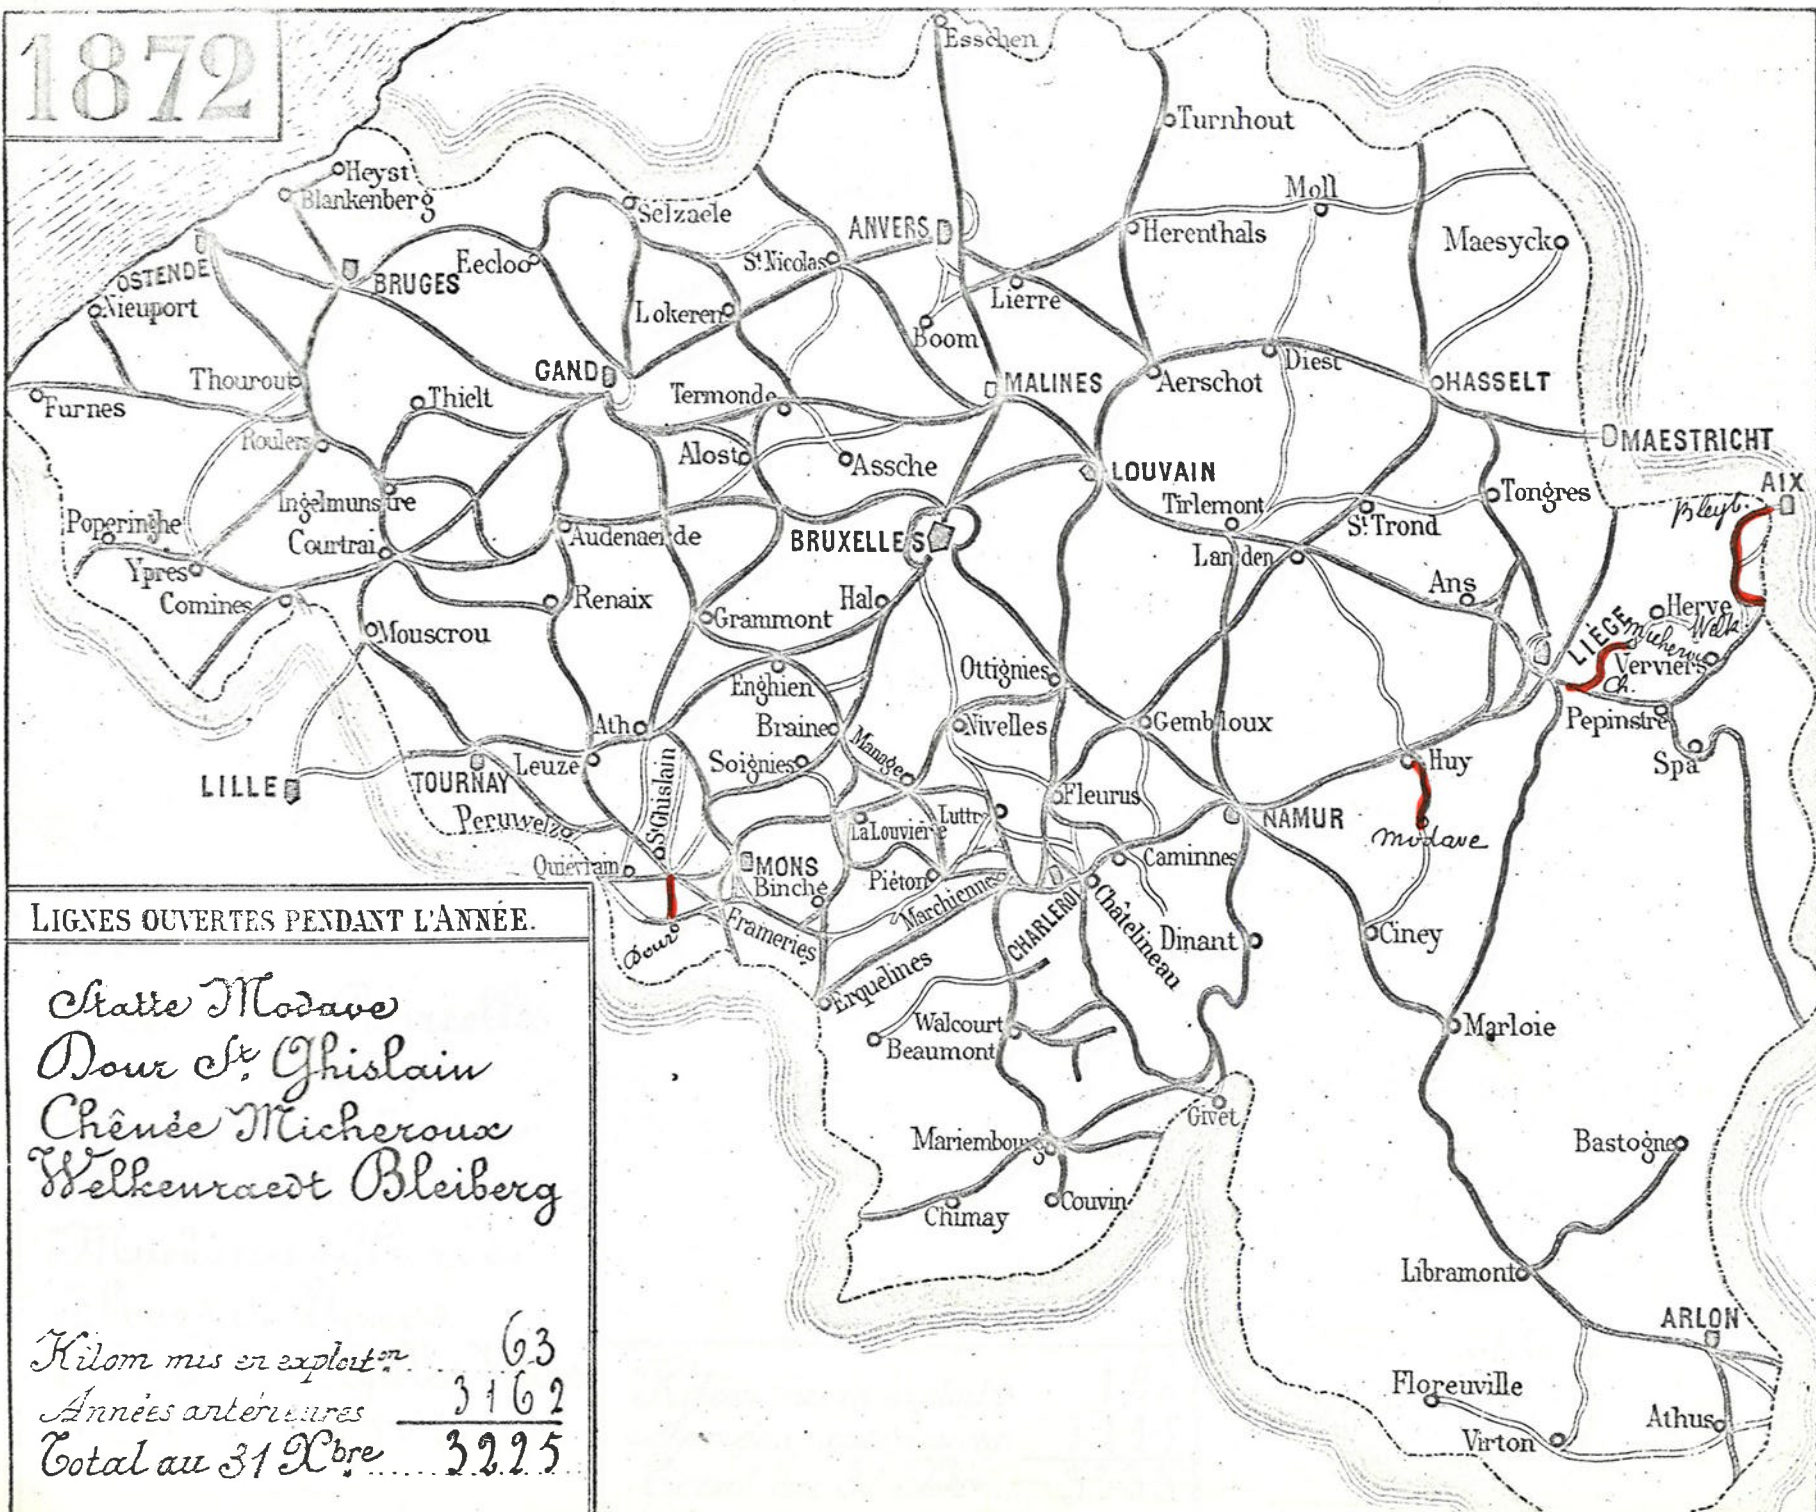 1872
Esschen
Turnhout
Heyst
Blankenberg
Selzaele
Moll
ANVERS
Herenthals
Maesyck
OSTENDE
BRUGES
Eecloo
St Nicolas
Nieuport
Lokeren
Lierre
Boom
Thourout
GAND
Termonde
MALINES
Aerschot
Diest
HASSELT
Furnes
Thielt
Roulers
Alost
Assche
LOUVAIN
MAESTRICHT
AIX
Bleyb.
Ingelmunstre
Tirlemont
St Trond
Tongres
Poperinghe
Courtrai
Audenaerde
BRUXELLES
Landen
Ypres
Comines
Renaix
Hal
Ans
Herve
Welk
Mouscrou
Grammont
LIÈGE
Micherou
Verviers
Ch.
Enghien
Ottignies
Ath
Braine
Nivelles
Gembloux
Pepinstre
Manage
LILLE
TOURNAY
Leuze
St Ghislain
Soignies
Huy
Spa
Peruwelz
La Louvière
Luttr
Fleurus
NAMUR
Modave
Quiévrain
MONS
Binche
Piéton
Marchienne
Caminnes
CHARLEROI
Châtelineau
Dour
Frameries
Dinant
Ciney
Erquelines
Walcourt
Beaumont
Marloie
Givet
Mariembourg
Bastogne
Couvin
Chimay
Libramont
ARLON
Floreuville
Virton
Athus
LIGNES OUVERTES PENDANT L'ANNÉE.
Statte Modave
Dour St. Ghislain
Chênée Micheroux
Welkenraedt Bleiberg
Kilom mis en exploiton. .... 63
Années antérieures 3162
Total au 31 Xbre ..... 3225